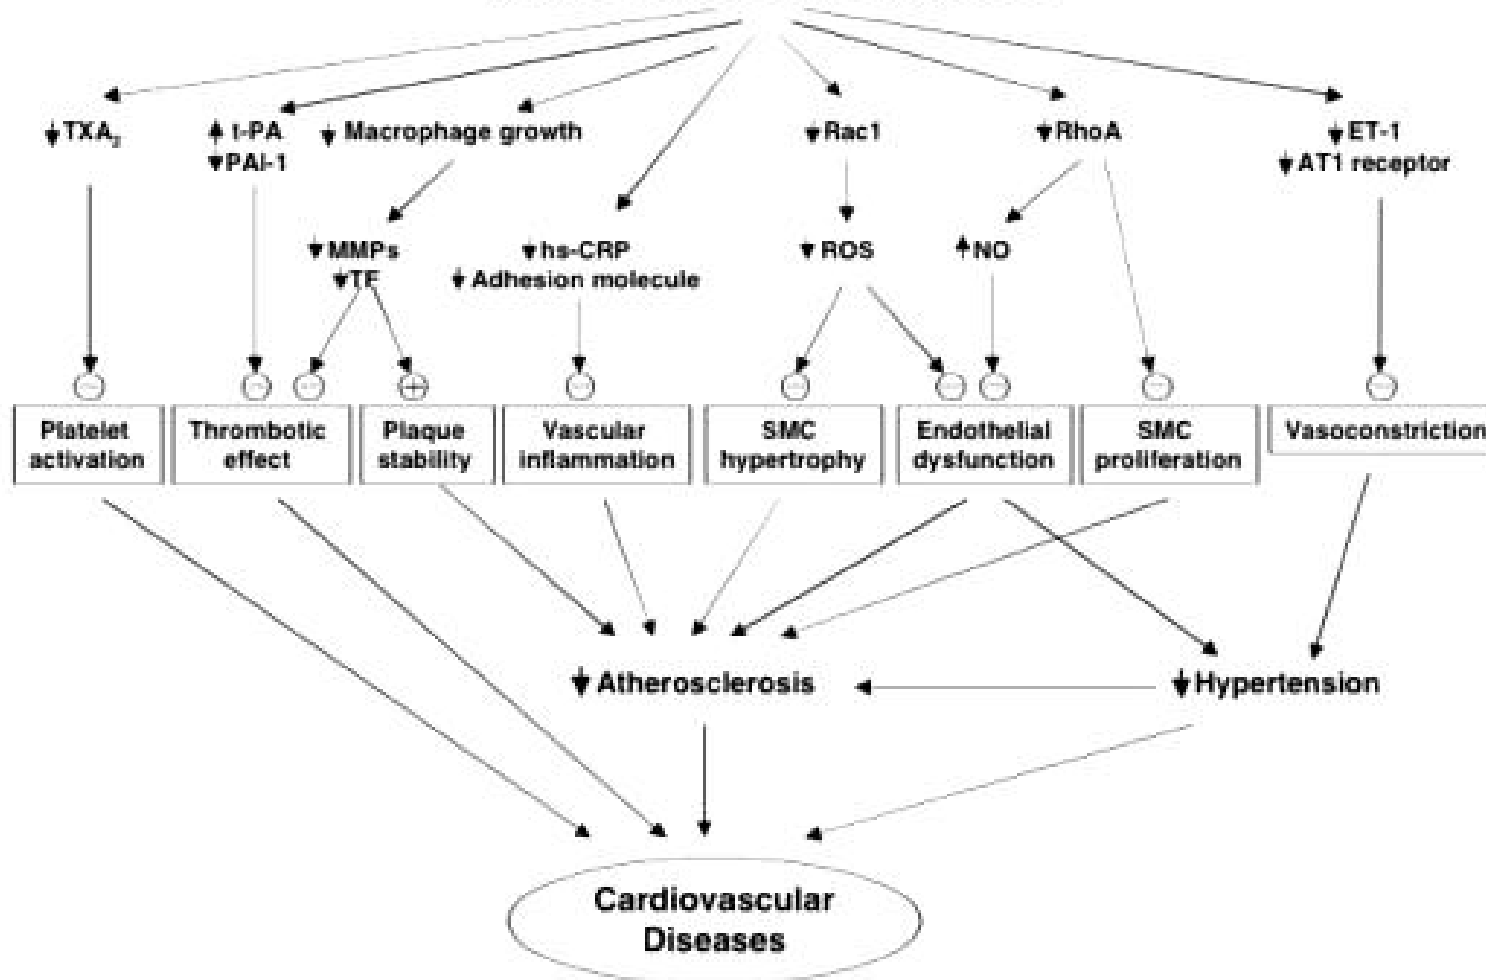 ↓TXA₂
↑ t-PA
↓PAI-1
↓ Macrophage growth
↓Rac1
↓RhoA
↓ET-1
↓AT1 receptor
↓MMPs
↓TF
↓hs-CRP
↓ Adhesion molecule
↓ ROS
↑NO
Platelet
activation
Thrombotic
effect
Plaque
stability
Vascular
inflammation
SMC
hypertrophy
Endothelial
dysfunction
SMC
proliferation
Vasoconstriction
↓ Atherosclerosis
↓Hypertension
Cardiovascular
Diseases